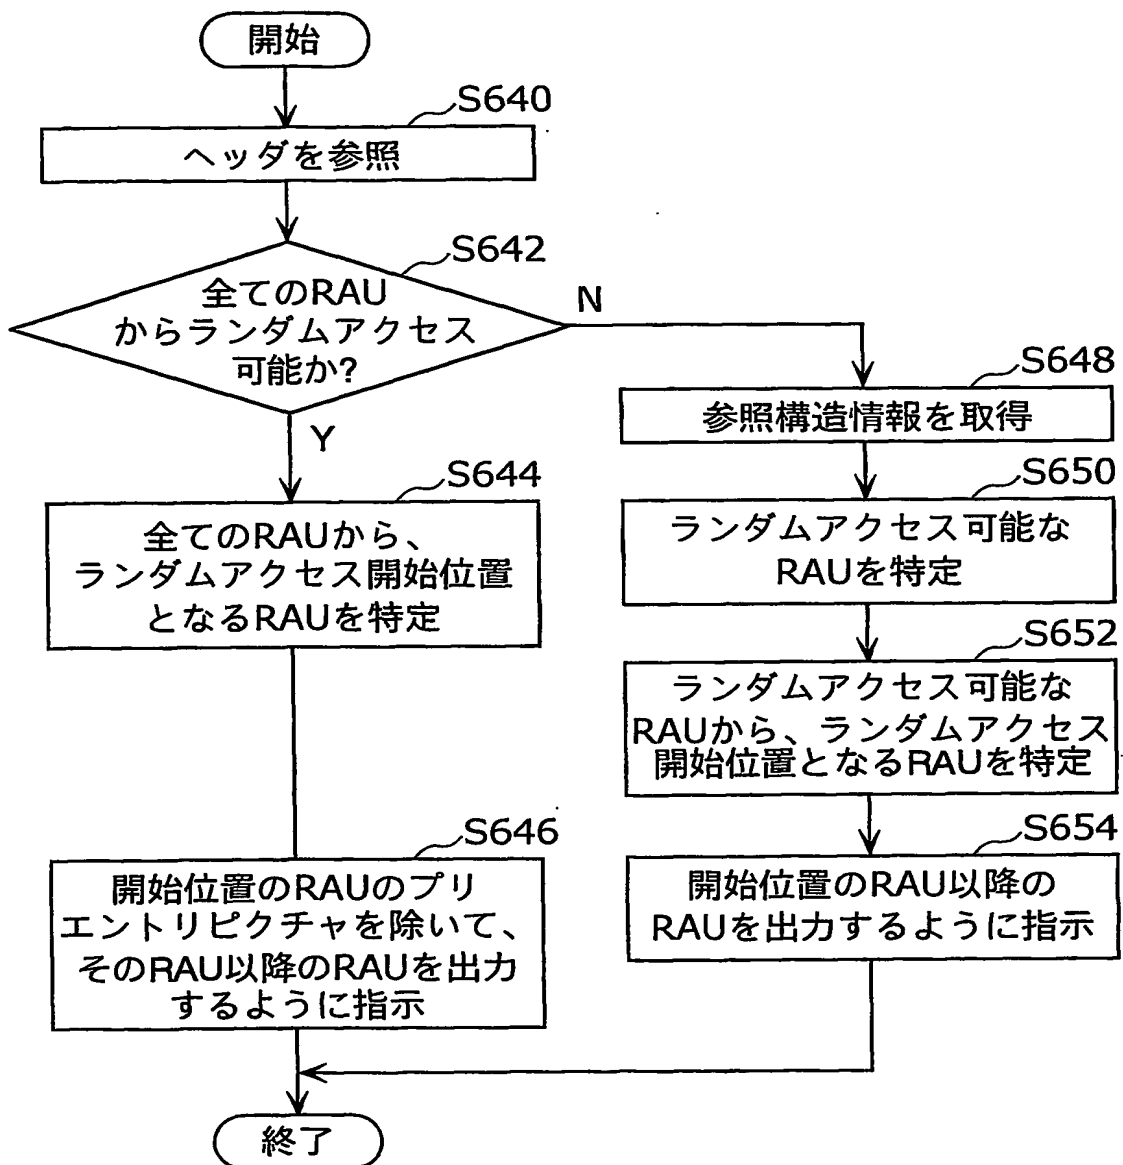 開始
S640
ヘッダを参照
S642
全てのRAU
からランダムアクセス
可能か?
N
Y
S644
全てのRAUから、
ランダムアクセス開始位置
となるRAUを特定
S646
開始位置のRAUのプリ
エントリピクチャを除いて、
そのRAU以降のRAUを出力
するように指示
S648
参照構造情報を取得
S650
ランダムアクセス可能な
RAUを特定
S652
ランダムアクセス可能な
RAUから、ランダムアクセス
開始位置となるRAUを特定
S654
開始位置のRAU以降の
RAUを出力するように指示
終了